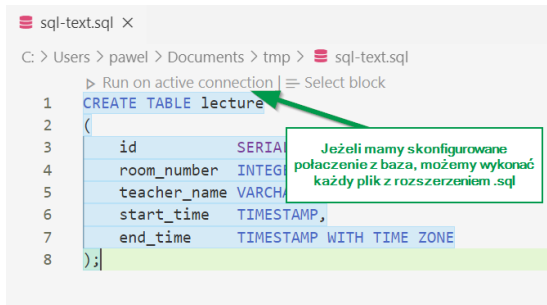 sql-text.sql ×
C: > Users > pawel > Documents > tmp > sql-text.sql
Run on active connection | Select block
1 CREATE TABLE lecture
2 (
3 id SERIAL
4 room_number INTEGE
5 teacher_name VARCHA
6 start_time TIMESTAMP,
7 end_time TIMESTAMP WITH TIME ZONE
8 );
Jeżeli mamy skonfigurowane
połaczenie z baza, możemy wykonać
każdy plik z rozszerzeniem .sql